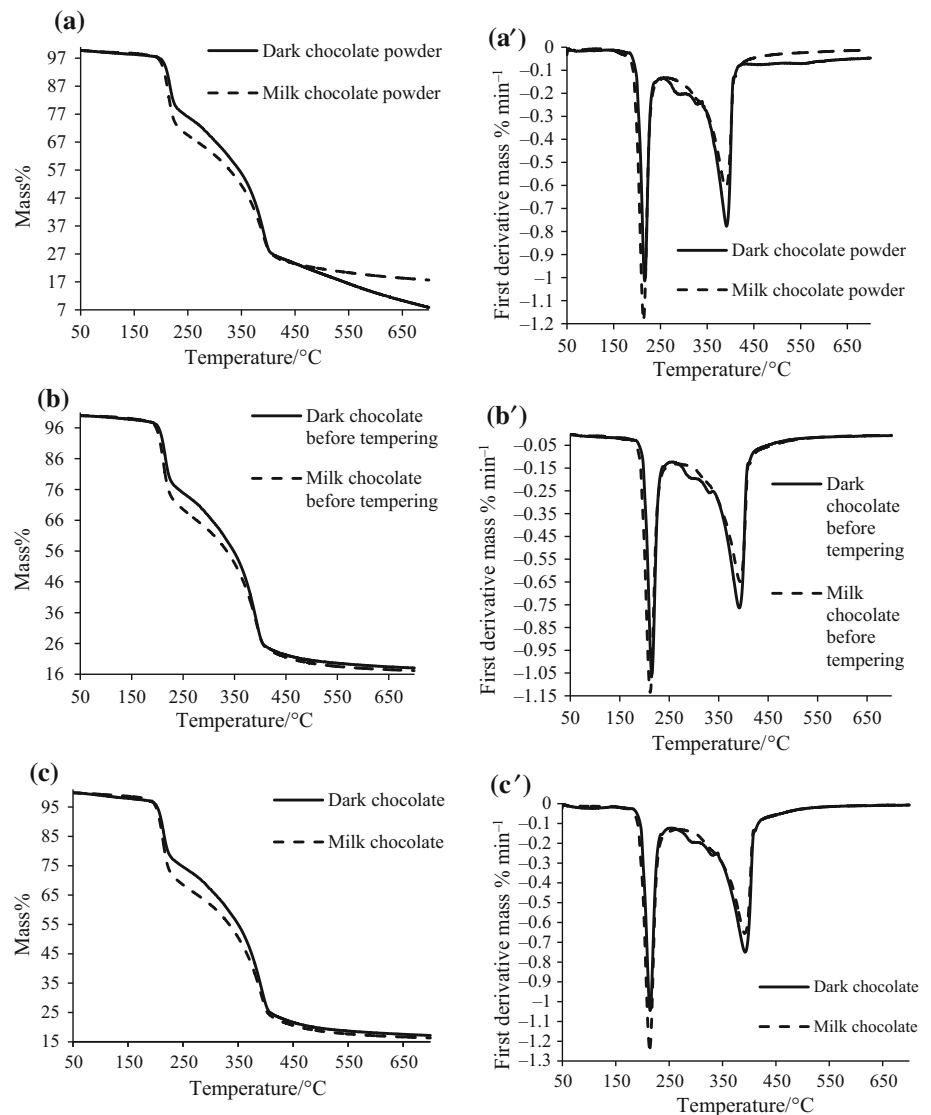 (a)
Mass%
97
87
77
67
57
47
37
27
17
7
Dark chocolate powder
Milk chocolate powder
50 150 250 350 450 550 650
Temperature/°C
(a′)
First derivative mass % min⁻¹
0
–0.1
–0.2
–0.3
–0.4
–0.5
–0.6
–0.7
–0.8
–0.9
–1
–1.1
–1.2
Dark chocolate powder
Milk chocolate powder
50 150 250 350 450 550 650
Temperature/°C
(b)
Mass%
96
86
76
66
56
46
36
26
16
Dark chocolate
before tempering
Milk chocolate
before tempering
50 150 250 350 450 550 650
Temperature/°C
(b′)
First derivative mass % min⁻¹
–0.05
–0.15
–0.25
–0.35
–0.45
–0.55
–0.65
–0.75
–0.85
–0.95
–1.05
–1.15
Dark
chocolate
before
tempering
Milk
chocolate
before
tempering
50 150 250 350 450 550 650
Temperature/°C
(c)
Mass%
95
85
75
65
55
45
35
25
15
Dark chocolate
Milk chocolate
50 150 250 350 450 550 650
Temperature/°C
(c′)
First derivative mass % min⁻¹
0
–0.1
–0.2
–0.3
–0.4
–0.5
–0.6
–0.7
–0.8
–0.9
–1
–1.1
–1.2
–1.3
Dark chocolate
Milk chocolate
50 150 250 350 450 550 650
Temperature/°C